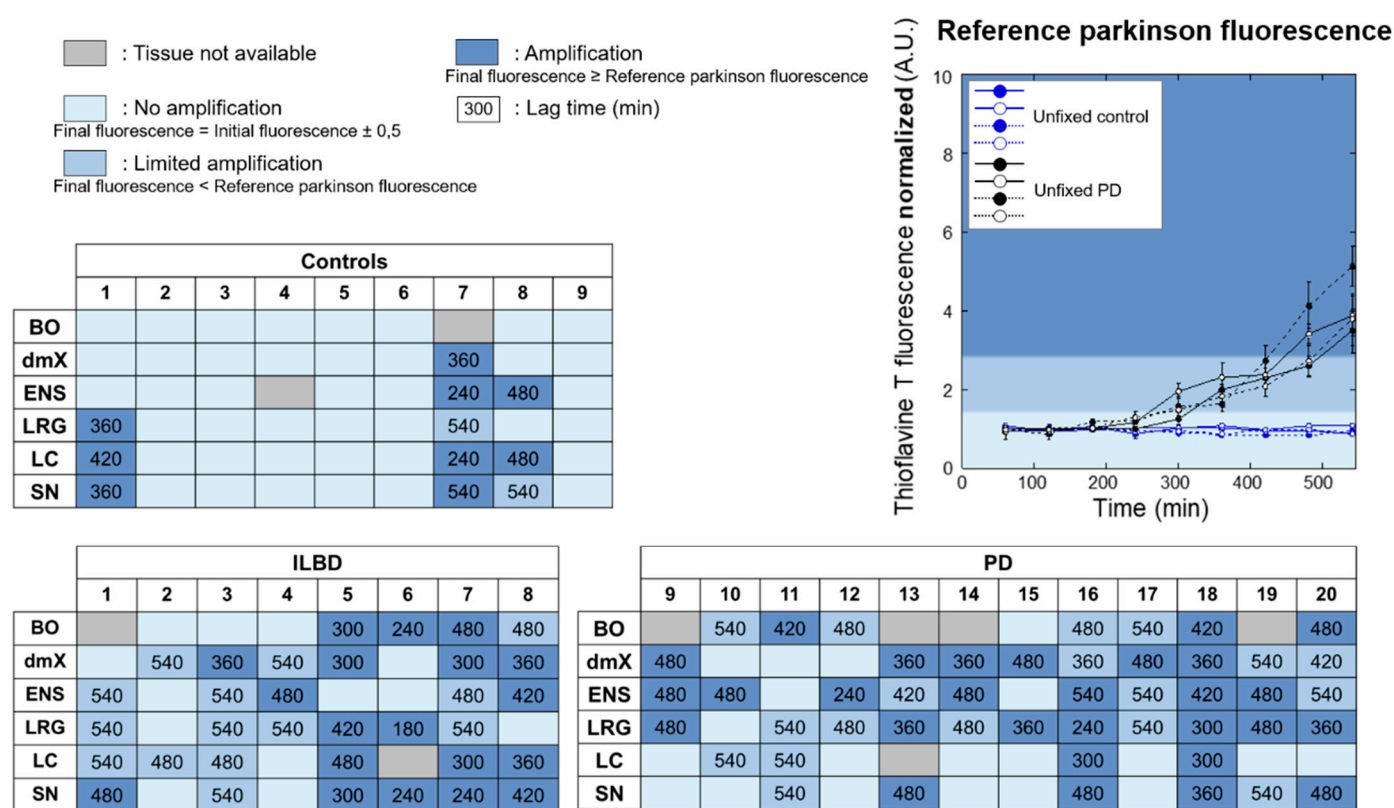 : Tissue not available
: Amplification
Final fluorescence ≥ Reference parkinson fluorescence
: No amplification
Final fluorescence = Initial fluorescence ± 0,5
300 : Lag time (min)
: Limited amplification
Final fluorescence < Reference parkinson fluorescence
Reference parkinson fluorescence
Thioflavine T fluorescence normalized (A.U.)
10
8
6
4
2
0
Unfixed control
Unfixed PD
0 100 200 300 400 500
Time (min)
Controls
1 2 3 4 5 6 7 8 9
BO
dmX 360
ENS 240 480
LRG 360 540
LC 420 240 480
SN 360 540 540
ILBD
1 2 3 4 5 6 7 8
BO 300 240 480 480
dmX 540 360 540 300 300 360
ENS 540 540 480 480 420
LRG 540 540 540 420 180 540
LC 540 480 480 480 300 360
SN 480 540 300 240 240 420
PD
9 10 11 12 13 14 15 16 17 18 19 20
BO 540 420 480 480 540 420 480
dmX 480 360 360 480 360 480 360 540 420
ENS 480 480 240 420 480 540 540 420 480 540
LRG 480 540 480 360 480 360 240 540 300 480 360
LC 540 540 300 300
SN 540 480 480 360 540 480